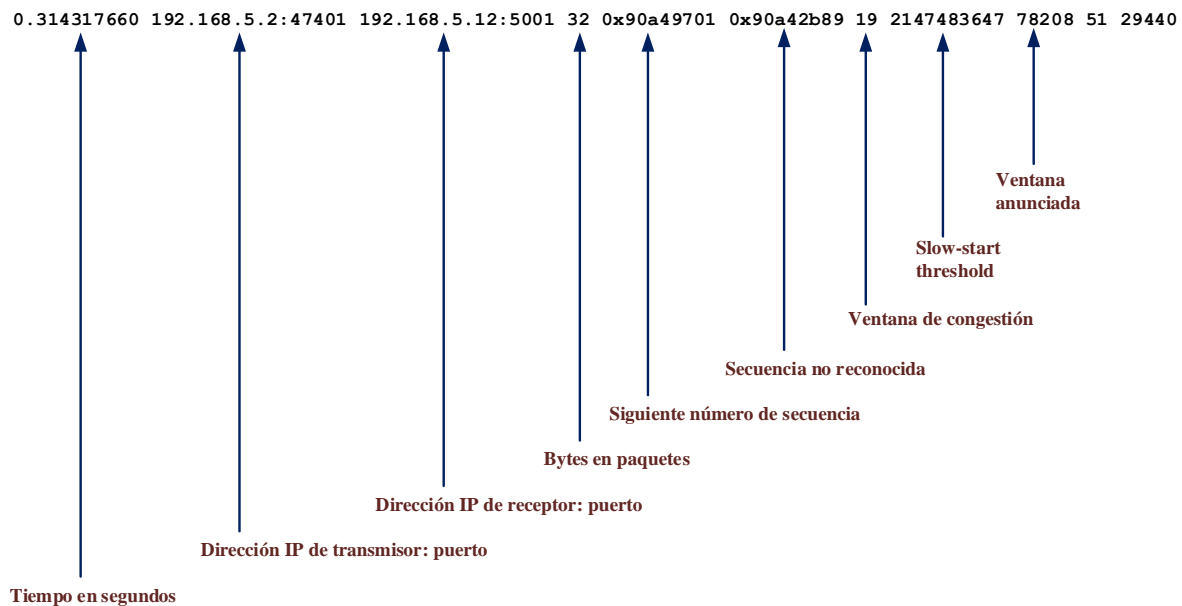 0.314317660 192.168.5.2:47401 192.168.5.12:5001 32 0x90a49701 0x90a42b89 19 2147483647 78208 51 29440
Ventana
anunciada
Slow-start
threshold
Ventana de congestión
Secuencia no reconocida
Siguiente número de secuencia
Bytes en paquetes
Dirección IP de receptor: puerto
Dirección IP de transmisor: puerto
Tiempo en segundos